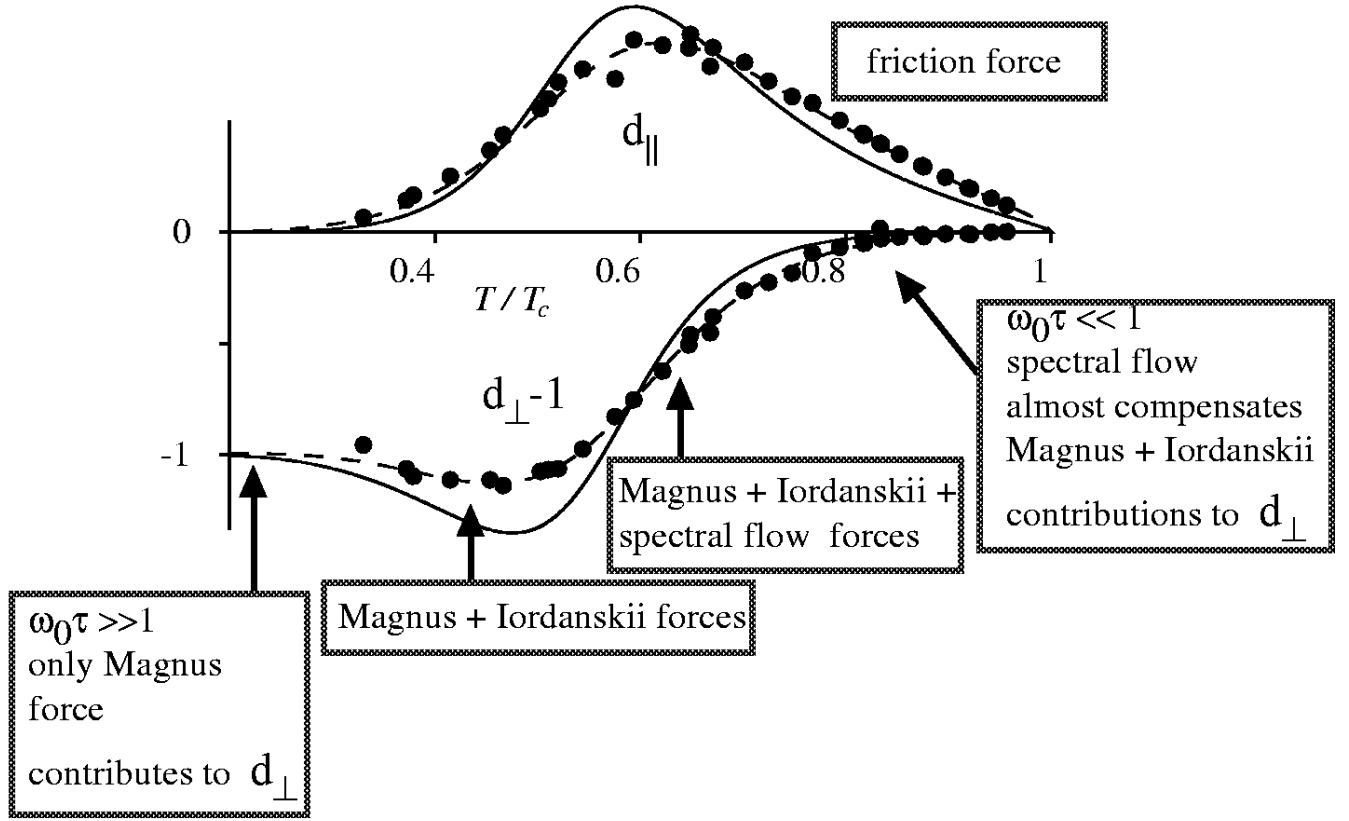 friction force
d∥
0
0.4
0.6
0.8
1
T / Tc
ω0τ << 1
spectral flow
almost compensates
Magnus + Iordanskii
contributions to d⊥
d⊥-1
-1
Magnus + Iordanskii +
spectral flow forces
Magnus + Iordanskii forces
ω0τ >>1
only Magnus
force
contributes to d⊥